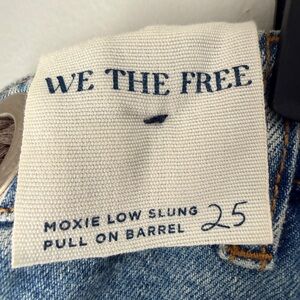 WE THE FREE
MOXIE LOW SLUNG
PULL ON BARREL 25